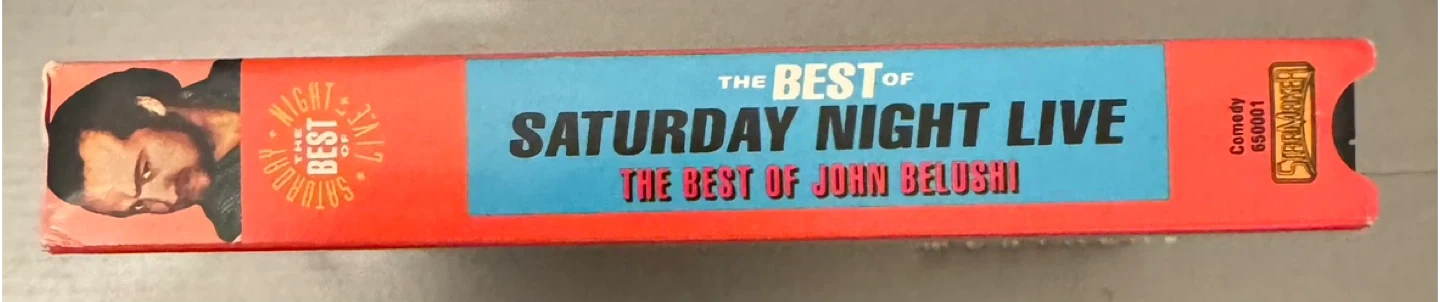 SATURDAY NIGHT LIVE
THE
BEST
OF
THE BEST OF
SATURDAY NIGHT LIVE
THE BEST OF JOHN BELUSHI
Comedy
650001
STARMAKER